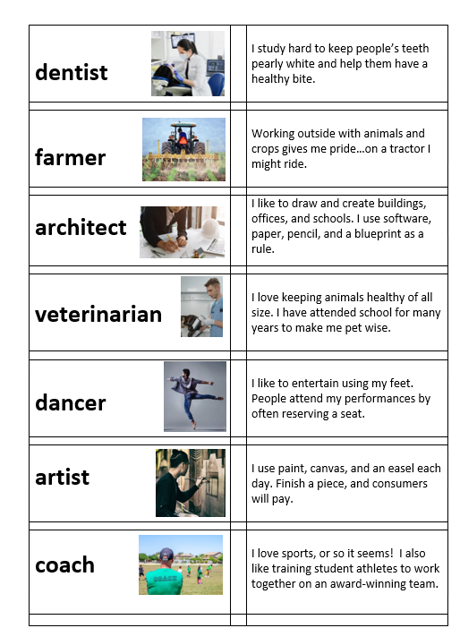 dentist
I study hard to keep people's teeth
pearly white and help them have a
healthy bite.
farmer
Working outside with animals and
crops gives me pride...on a tractor I
might ride.
architect
I like to draw and create buildings,
offices, and schools. I use software,
paper, pencil, and a blueprint as a
rule.
veterinarian
I love keeping animals healthy of all
size. I have attended school for many
years to make me pet wise.
dancer
I like to entertain using my feet.
People attend my performances by
often reserving a seat.
artist
I use paint, canvas, and an easel each
day. Finish a piece, and consumers
will pay.
coach
COACH
I love sports, or so it seems! I also
like training student athletes to work
together on an award-winning team.